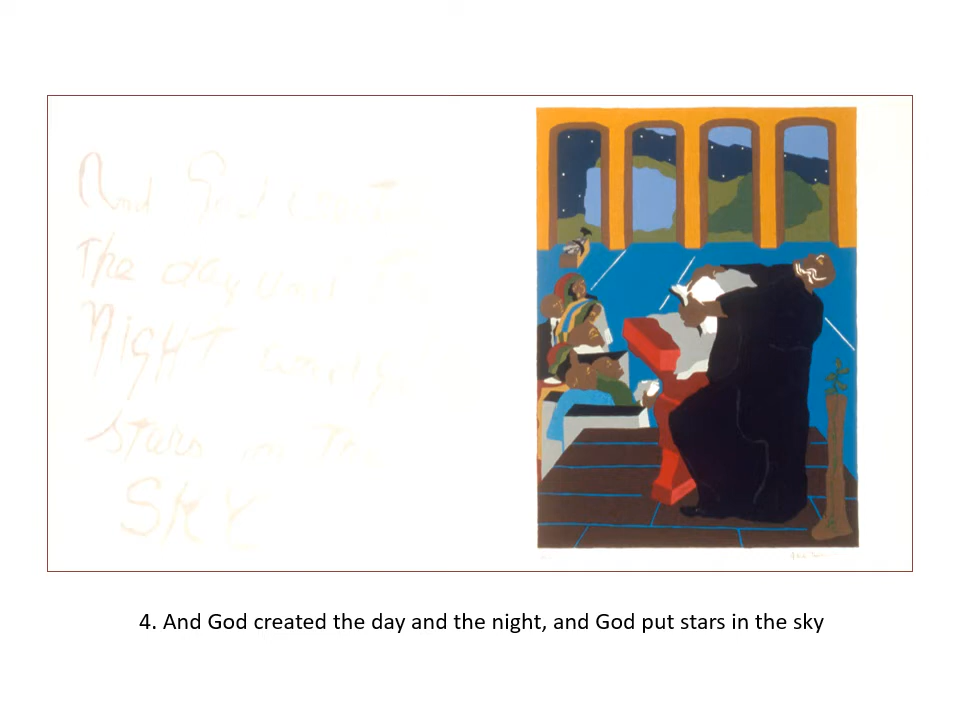 And God
The day and
NIGHT
stars in The
SKY
4. And God created the day and the night, and God put stars in the sky